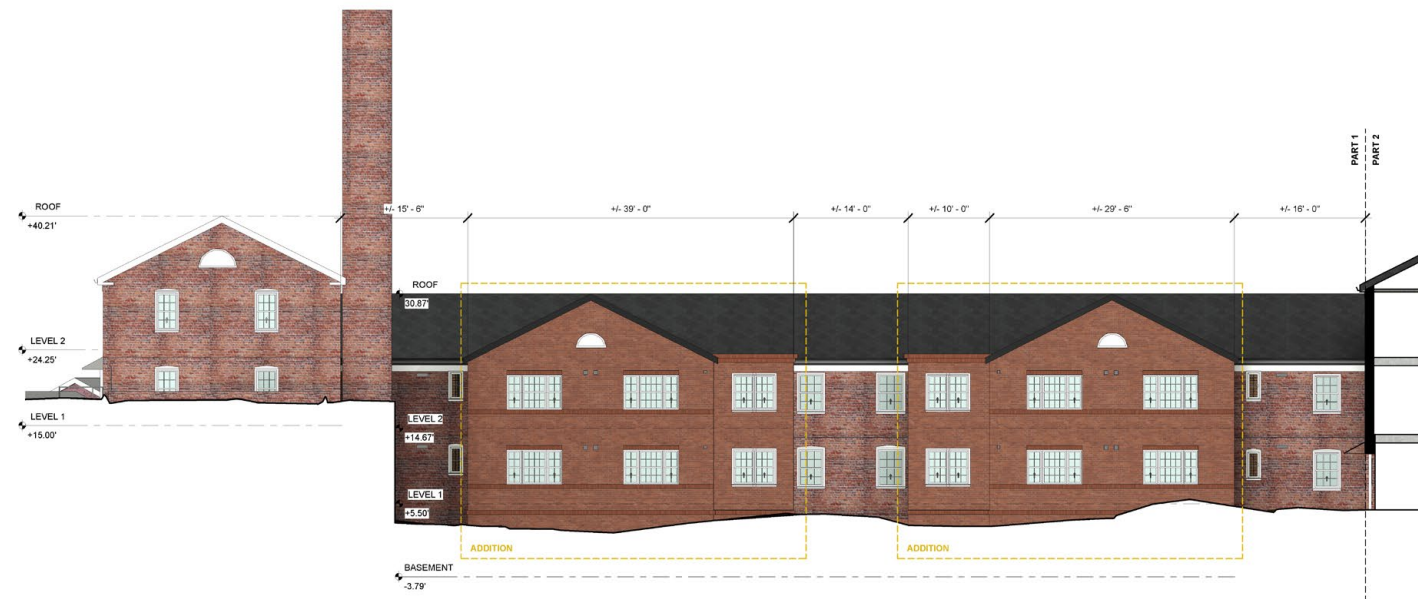 PART 1
PART 2
ROOF
+40.21'
+/- 15' - 6"
+/- 39' - 0"
+/- 14' - 0"
+/- 10' - 0"
+/- 29' - 6"
+/- 16' - 0"
ROOF
30.87'
LEVEL 2
+24.25'
LEVEL 1
+15.00'
LEVEL 2
+14.67'
LEVEL 1
+5.50'
ADDITION
ADDITION
BASEMENT
-3.79'